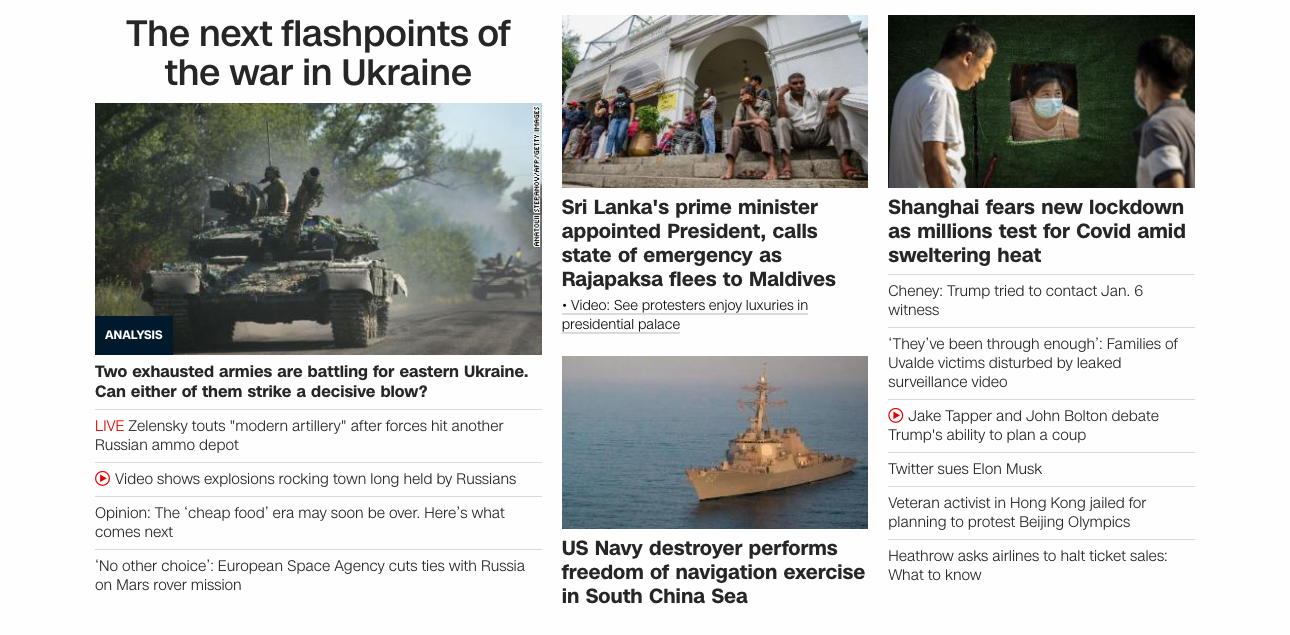 The next flashpoints of
the war in Ukraine
ANATOLII STEPANOV/AFP/GETTY IMAGES
ANALYSIS
Two exhausted armies are battling for eastern Ukraine.
Can either of them strike a decisive blow?
LIVE Zelensky touts "modern artillery" after forces hit another
Russian ammo depot
Video shows explosions rocking town long held by Russians
Opinion: The ‘cheap food’ era may soon be over. Here’s what
comes next
‘No other choice’: European Space Agency cuts ties with Russia
on Mars rover mission
Sri Lanka's prime minister
appointed President, calls
state of emergency as
Rajapaksa flees to Maldives
• Video: See protesters enjoy luxuries in
presidential palace
US Navy destroyer performs
freedom of navigation exercise
in South China Sea
Shanghai fears new lockdown
as millions test for Covid amid
sweltering heat
Cheney: Trump tried to contact Jan. 6
witness
‘They’ve been through enough’: Families of
Uvalde victims disturbed by leaked
surveillance video
Jake Tapper and John Bolton debate
Trump's ability to plan a coup
Twitter sues Elon Musk
Veteran activist in Hong Kong jailed for
planning to protest Beijing Olympics
Heathrow asks airlines to halt ticket sales:
What to know